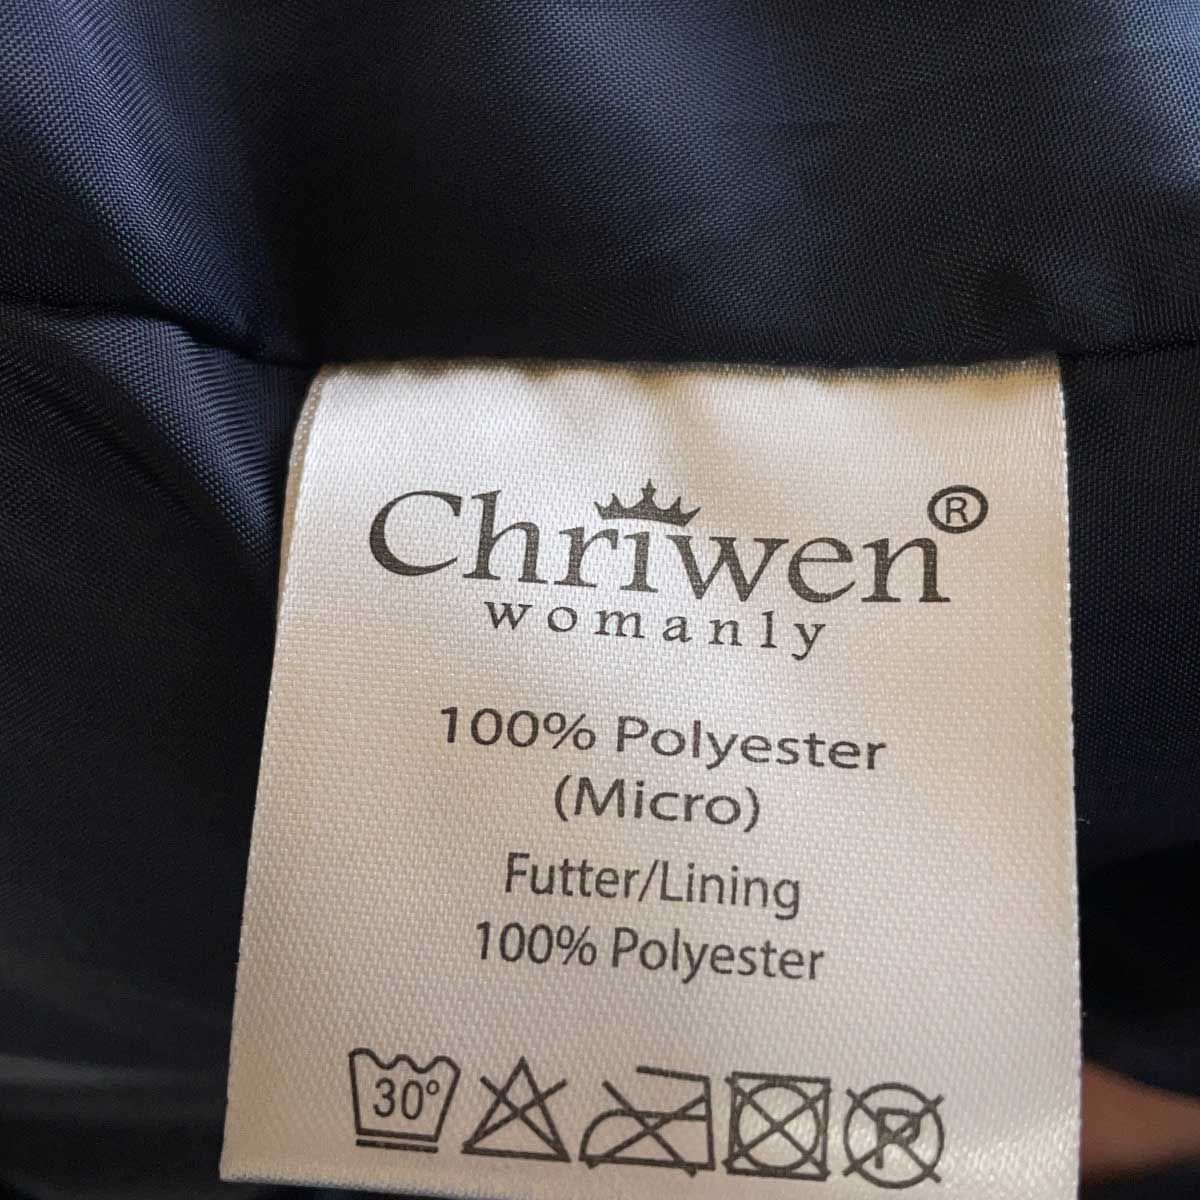 Chriwen®
womanly
100% Polyester
(Micro)
Futter/Lining
100% Polyester
30° P